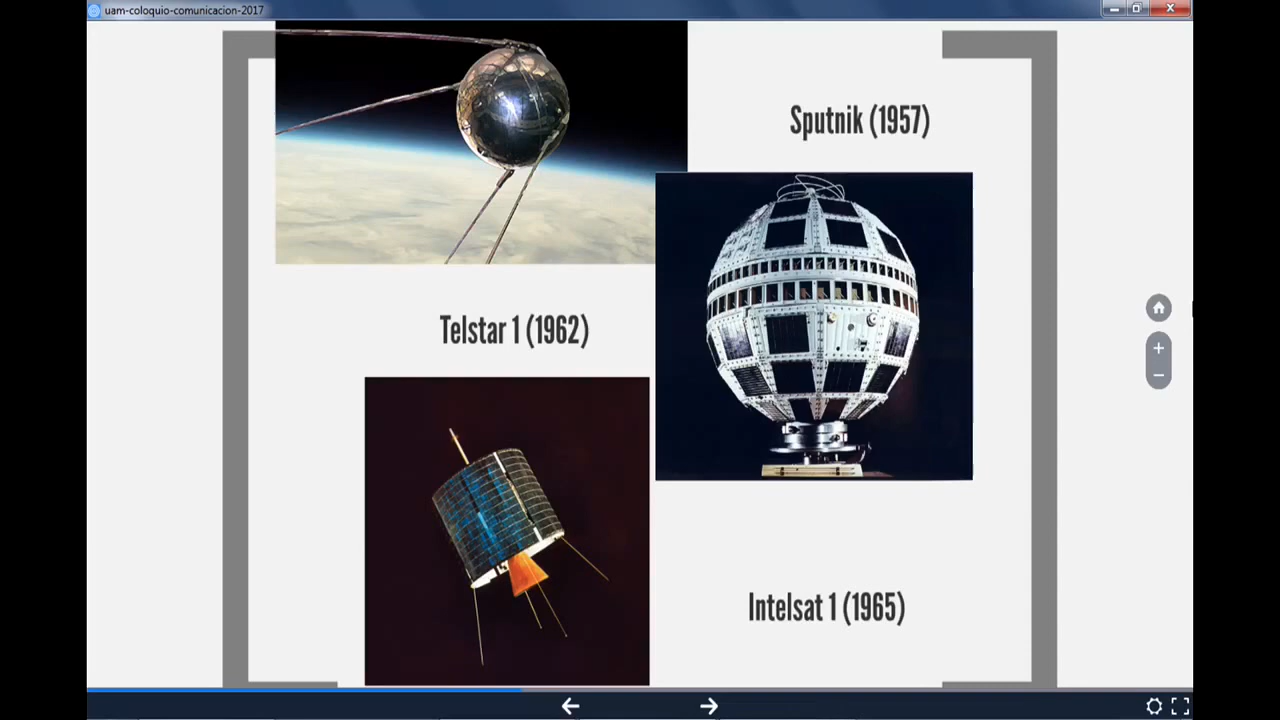 uam-coloquio-comunicacion-2017
Sputnik (1957)
Telstar 1 (1962)
Intelsat 1 (1965)